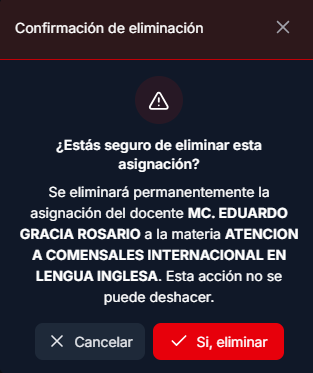 Confirmación de eliminación
¿Estás seguro de eliminar esta
asignación?
Se eliminará permanentemente la
asignación del docente MC. EDUARDO
GRACIA ROSARIO a la materia ATENCION
A COMENSALES INTERNACIONAL EN
LENGUA INGLESA. Esta acción no se
puede deshacer.
Cancelar
Si, eliminar